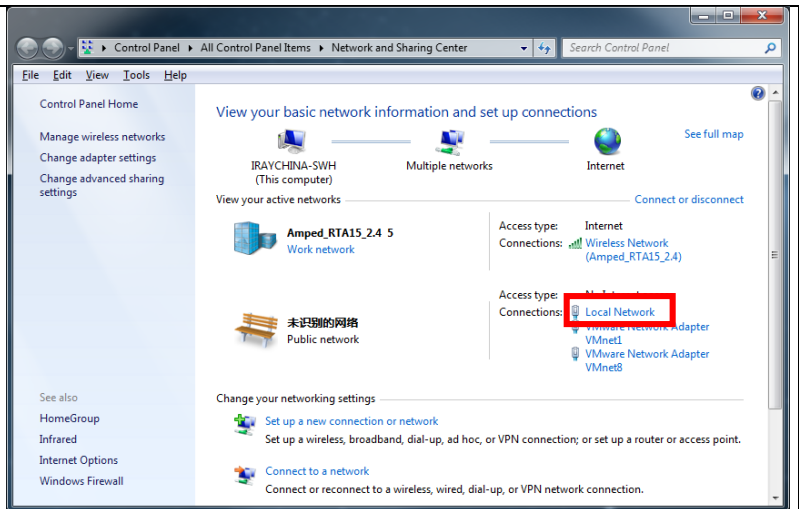 Control Panel ▸ All Control Panel Items ▸ Network and Sharing Center
Search Control Panel
File Edit View Tools Help
Control Panel Home
Manage wireless networks
Change adapter settings
Change advanced sharing
settings
See also
HomeGroup
Infrared
Internet Options
Windows Firewall
View your basic network information and set up connections
See full map
IRAYCHINA-SWH
(This computer)
Multiple networks
Internet
View your active networks
Connect or disconnect
Amped_RTA15_2.4 5
Work network
Access type: Internet
Connections: Wireless Network
(Amped_RTA15_2.4)
未识别的网络
Public network
Access type:
Connections: Local Network
VMware Network Adapter
VMnet1
VMware Network Adapter
VMnet8
Change your networking settings
Set up a new connection or network
Set up a wireless, broadband, dial-up, ad hoc, or VPN connection; or set up a router or access point.
Connect to a network
Connect or reconnect to a wireless, wired, dial-up, or VPN network connection.